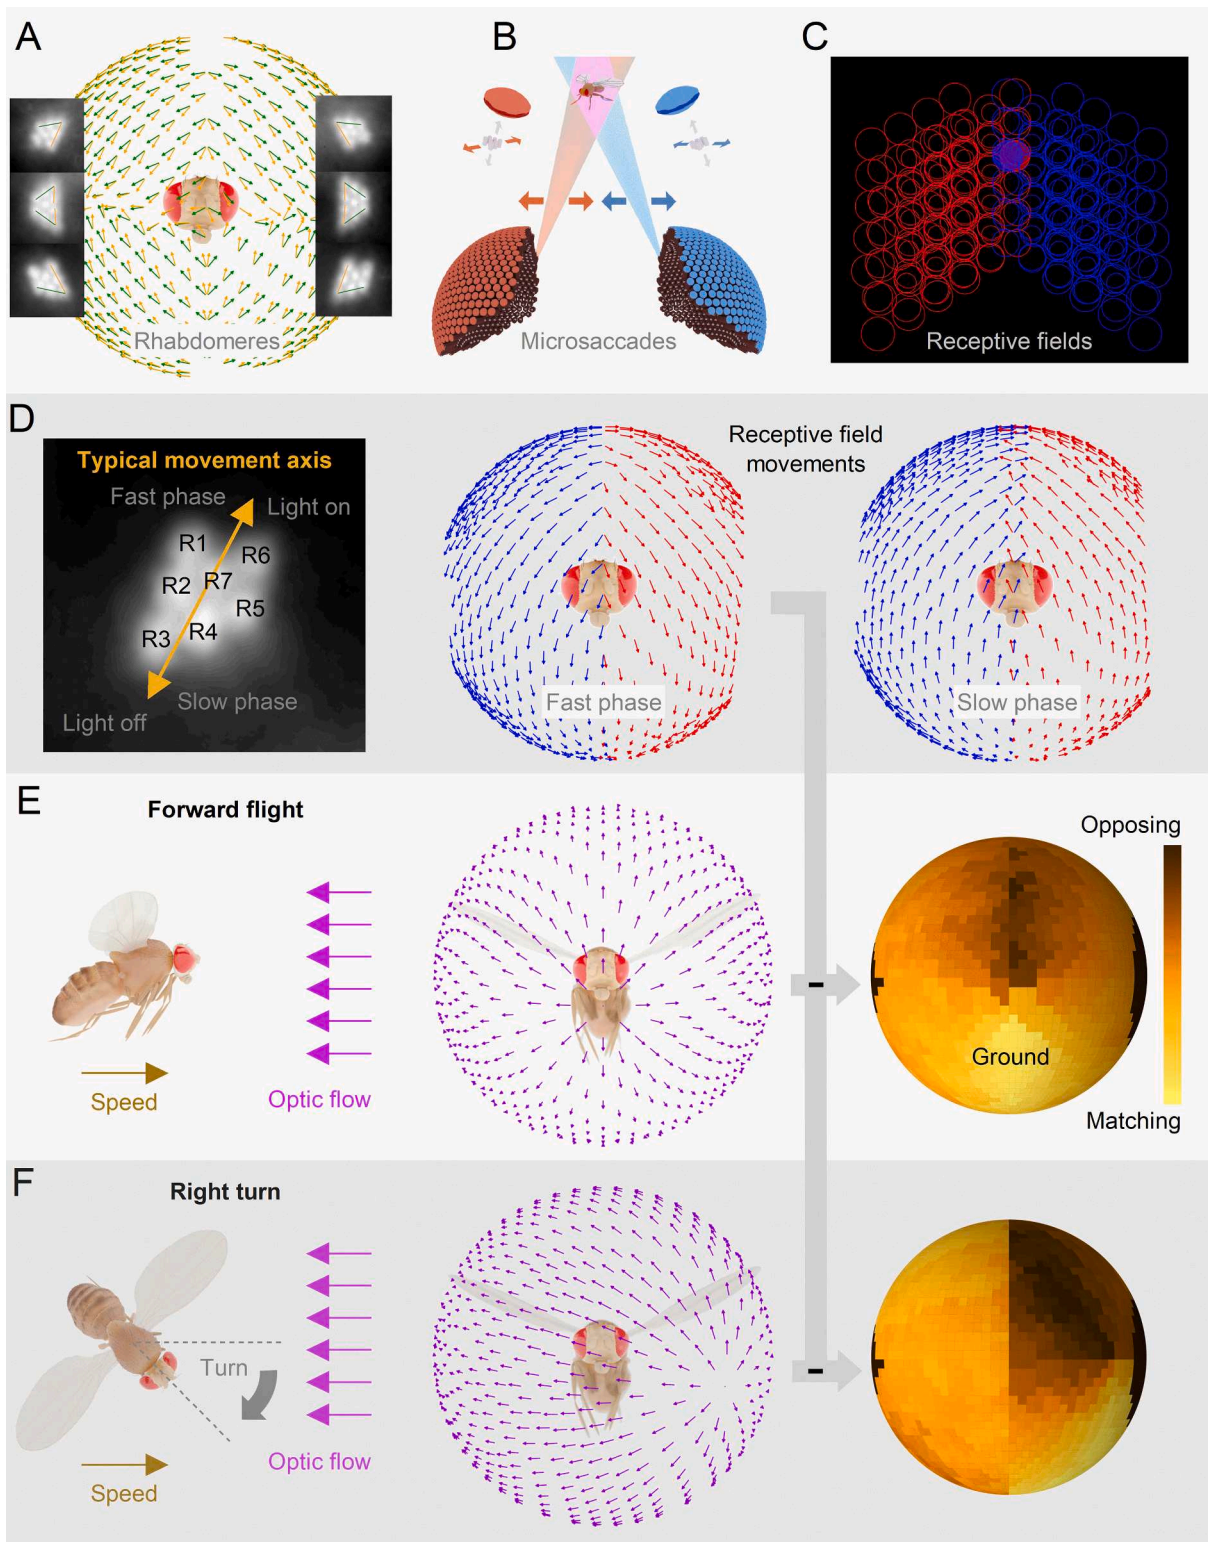 A
B
C
Rhabdomeres
Microsaccades
Receptive fields
D
Typical movement axis
Fast phase
Light on
R1
R6
R7
R2
R5
R3
R4
Slow phase
Light off
Receptive field
movements
Fast phase
Slow phase
E
Forward flight
Speed
Optic flow
-
Opposing
Ground
Matching
F
Right turn
Turn
Speed
Optic flow
-